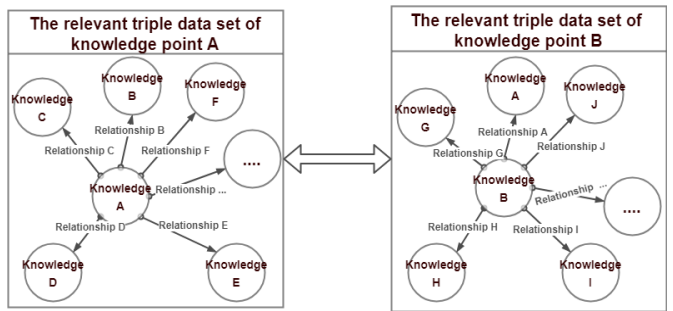 The relevant triple data set of
knowledge point A
Knowledge
B
Knowledge
F
Knowledge
C
Relationship B
Relationship C
Relationship F
....
Knowledge
A
Relationship ...
Relationship D
Relationship E
Knowledge
D
Knowledge
E
The relevant triple data set of
knowledge point B
Knowledge
A
Knowledge
J
Knowledge
G
Relationship A
Relationship G
Relationship J
Knowledge
B
Relationship ...
....
Relationship H
Relationship I
Knowledge
H
Knowledge
I